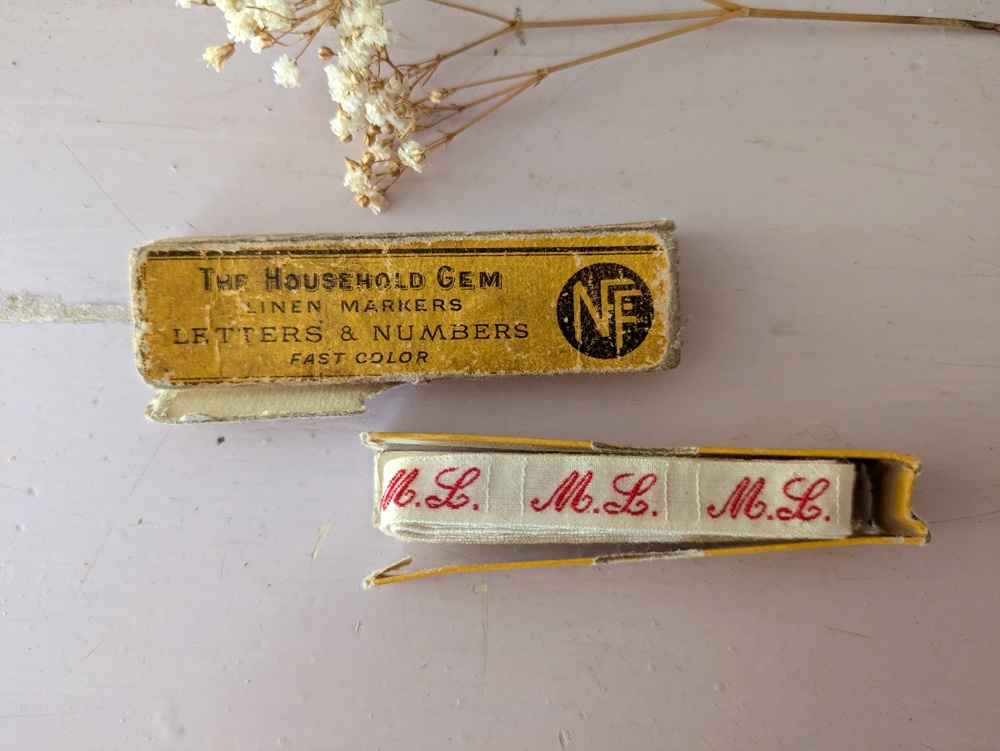 THE HOUSEHOLD GEM
LINEN MARKERS
LETTERS & NUMBERS
FAST COLOR
NF
M.L. M.L. M.L.